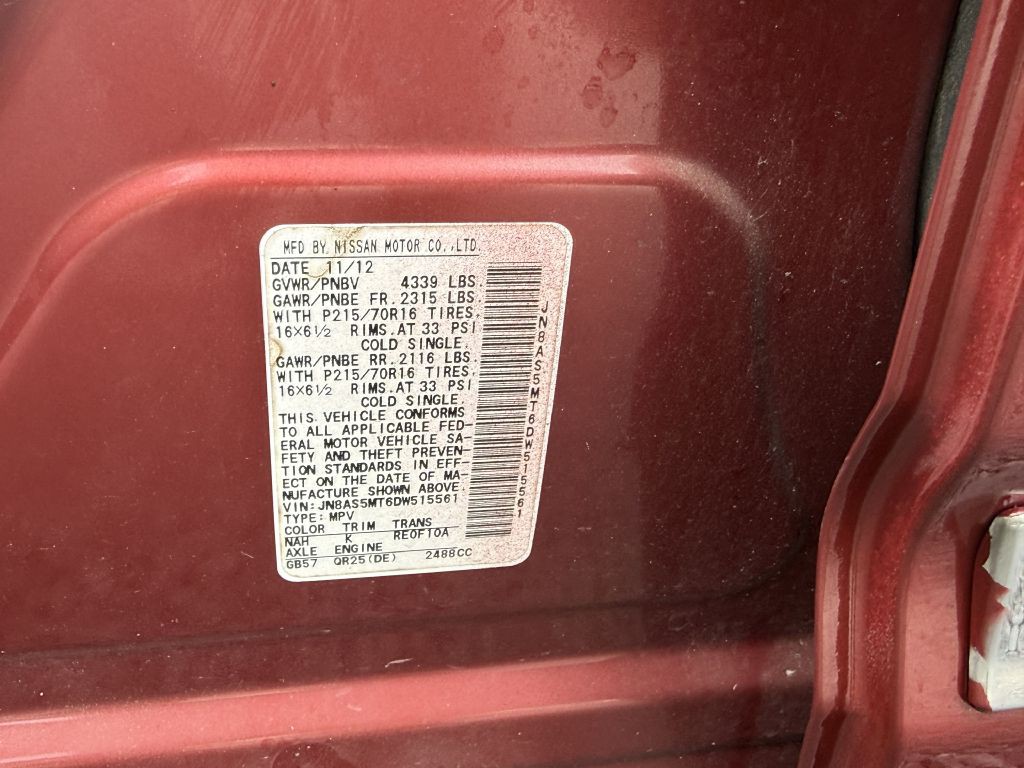 MFD BY NISSAN MOTOR CO.,LTD.
DATE 11/12
GVWR/PNBV 4339 LBS.
GAWR/PNBE FR.2315 LBS.
WITH P215/70R16 TIRES,
16X6½ RIMS.AT 33 PSI
COLD SINGLE.
GAWR/PNBE RR.2116 LBS.
WITH P215/70R16 TIRES,
16X6½ RIMS.AT 33 PSI
COLD SINGLE.
THIS VEHICLE CONFORMS
TO ALL APPLICABLE FED-
ERAL MOTOR VEHICLE SA-
FETY AND THEFT PREVEN-
TION STANDARDS IN EFF-
ECT ON THE DATE OF MA-
NUFACTURE SHOWN ABOVE.
VIN:JN8AS5MT6DW515561
TYPE:MPV
COLOR TRIM TRANS
NAH K RE0F10A
AXLE ENGINE
GB57 QR25(DE) 2488CC
JN8AS5MT6DW515561